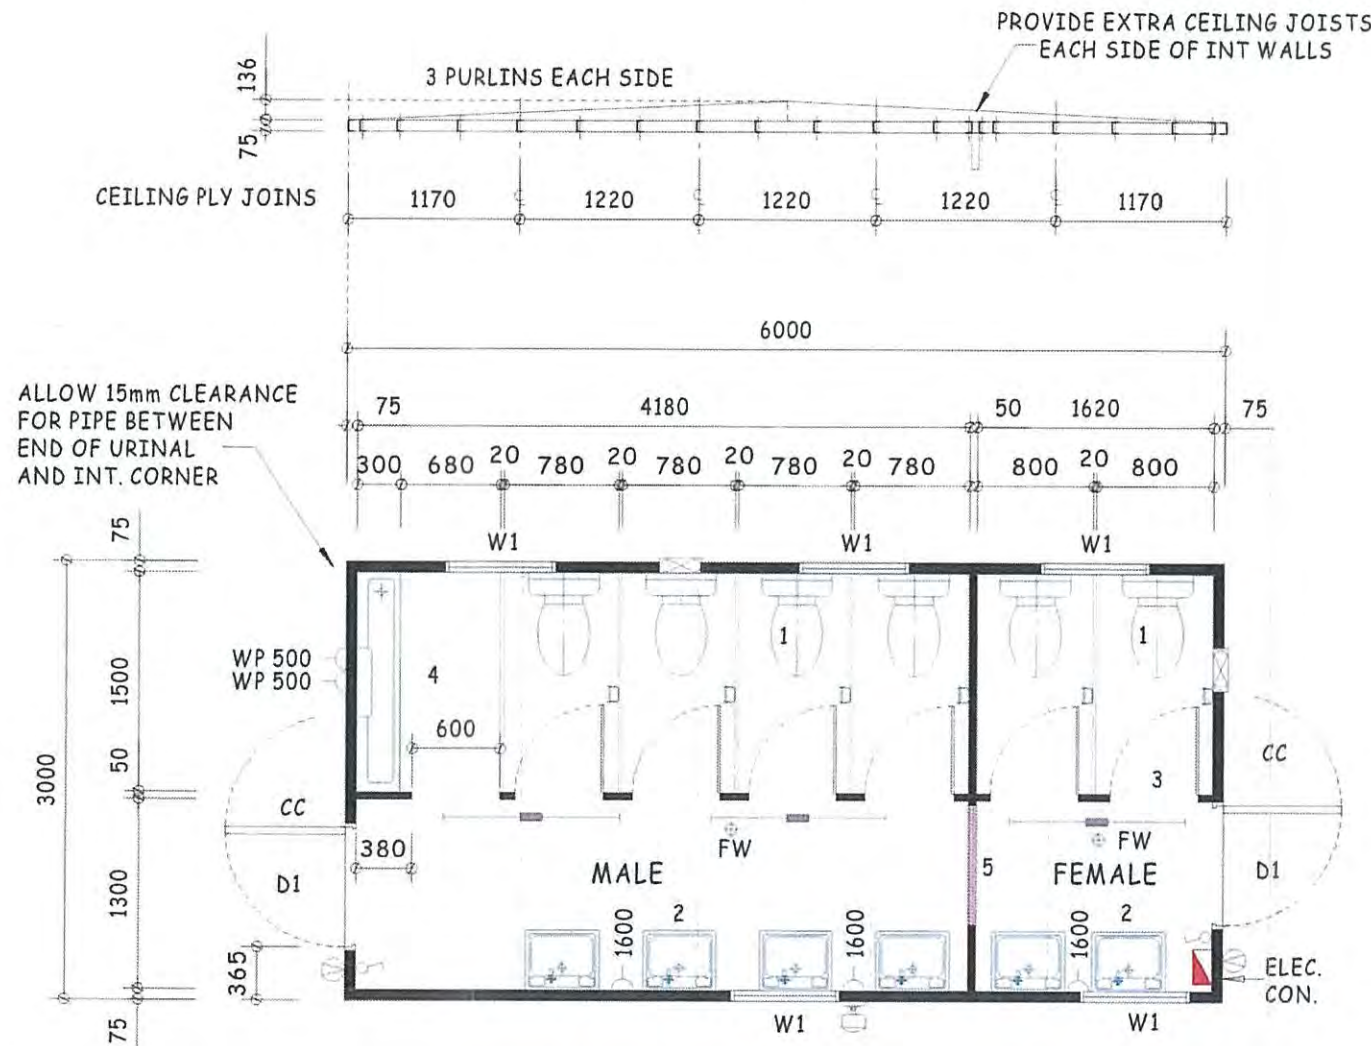 PROVIDE EXTRA CEILING JOISTS
EACH SIDE OF INT WALLS
3 PURLINS EACH SIDE
136
75
CEILING PLY JOINS
1170
1220
1220
1220
1170
6000
ALLOW 15mm CLEARANCE
FOR PIPE BETWEEN
END OF URINAL
AND INT. CORNER
75
4180
50
1620
75
300
680
20
780
20
780
20
780
20
780
800
20
800
75
W1
W1
W1
3000
1500
50
1300
75
WP 500
WP 500
4
1
1
600
3
CC
CC
380
D1
D1
365
MALE
FW
5
FEMALE
FW
2
2
1600
1600
1600
ELEC.
CON.
W1
W1